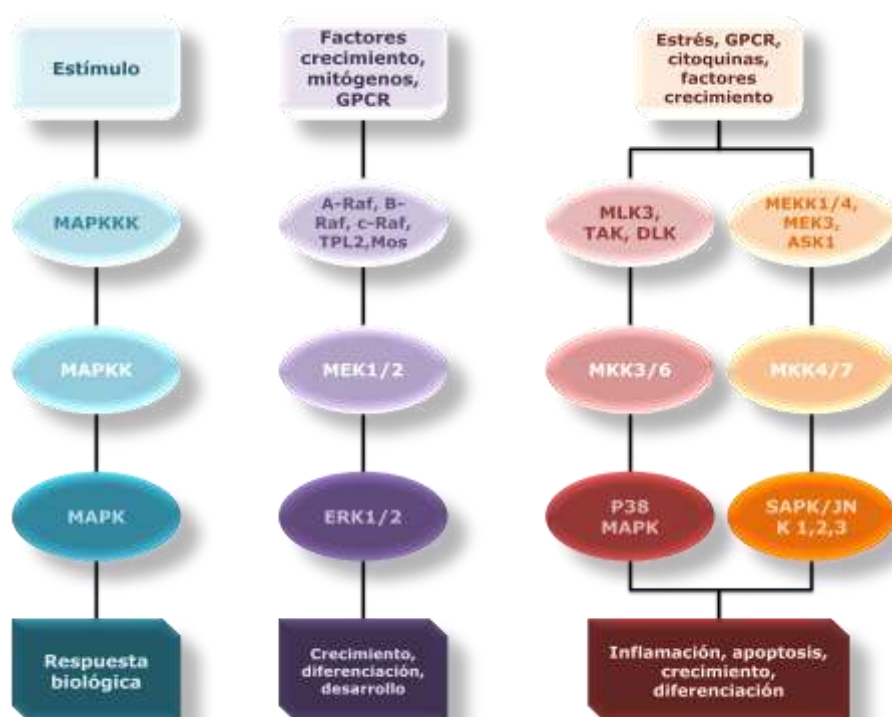 Estímulo
MAPKKK
MAPKK
MAPK
Respuesta
biológica
Factores
crecimiento,
mitógenos,
GPCR
A-Raf, B-
Raf, c-Raf,
TPL2,Mos
MEK1/2
ERK1/2
Crecimiento,
diferenciación,
desarrollo
Estrés, GPCR,
citoquinas,
factores
crecimiento
MLK3,
TAK, DLK
MKK3/6
P38
MAPK
MEKK1/4,
MEK3,
ASK1
MKK4/7
SAPK/JN
K 1,2,3
Inflamación, apoptosis,
crecimiento,
diferenciación